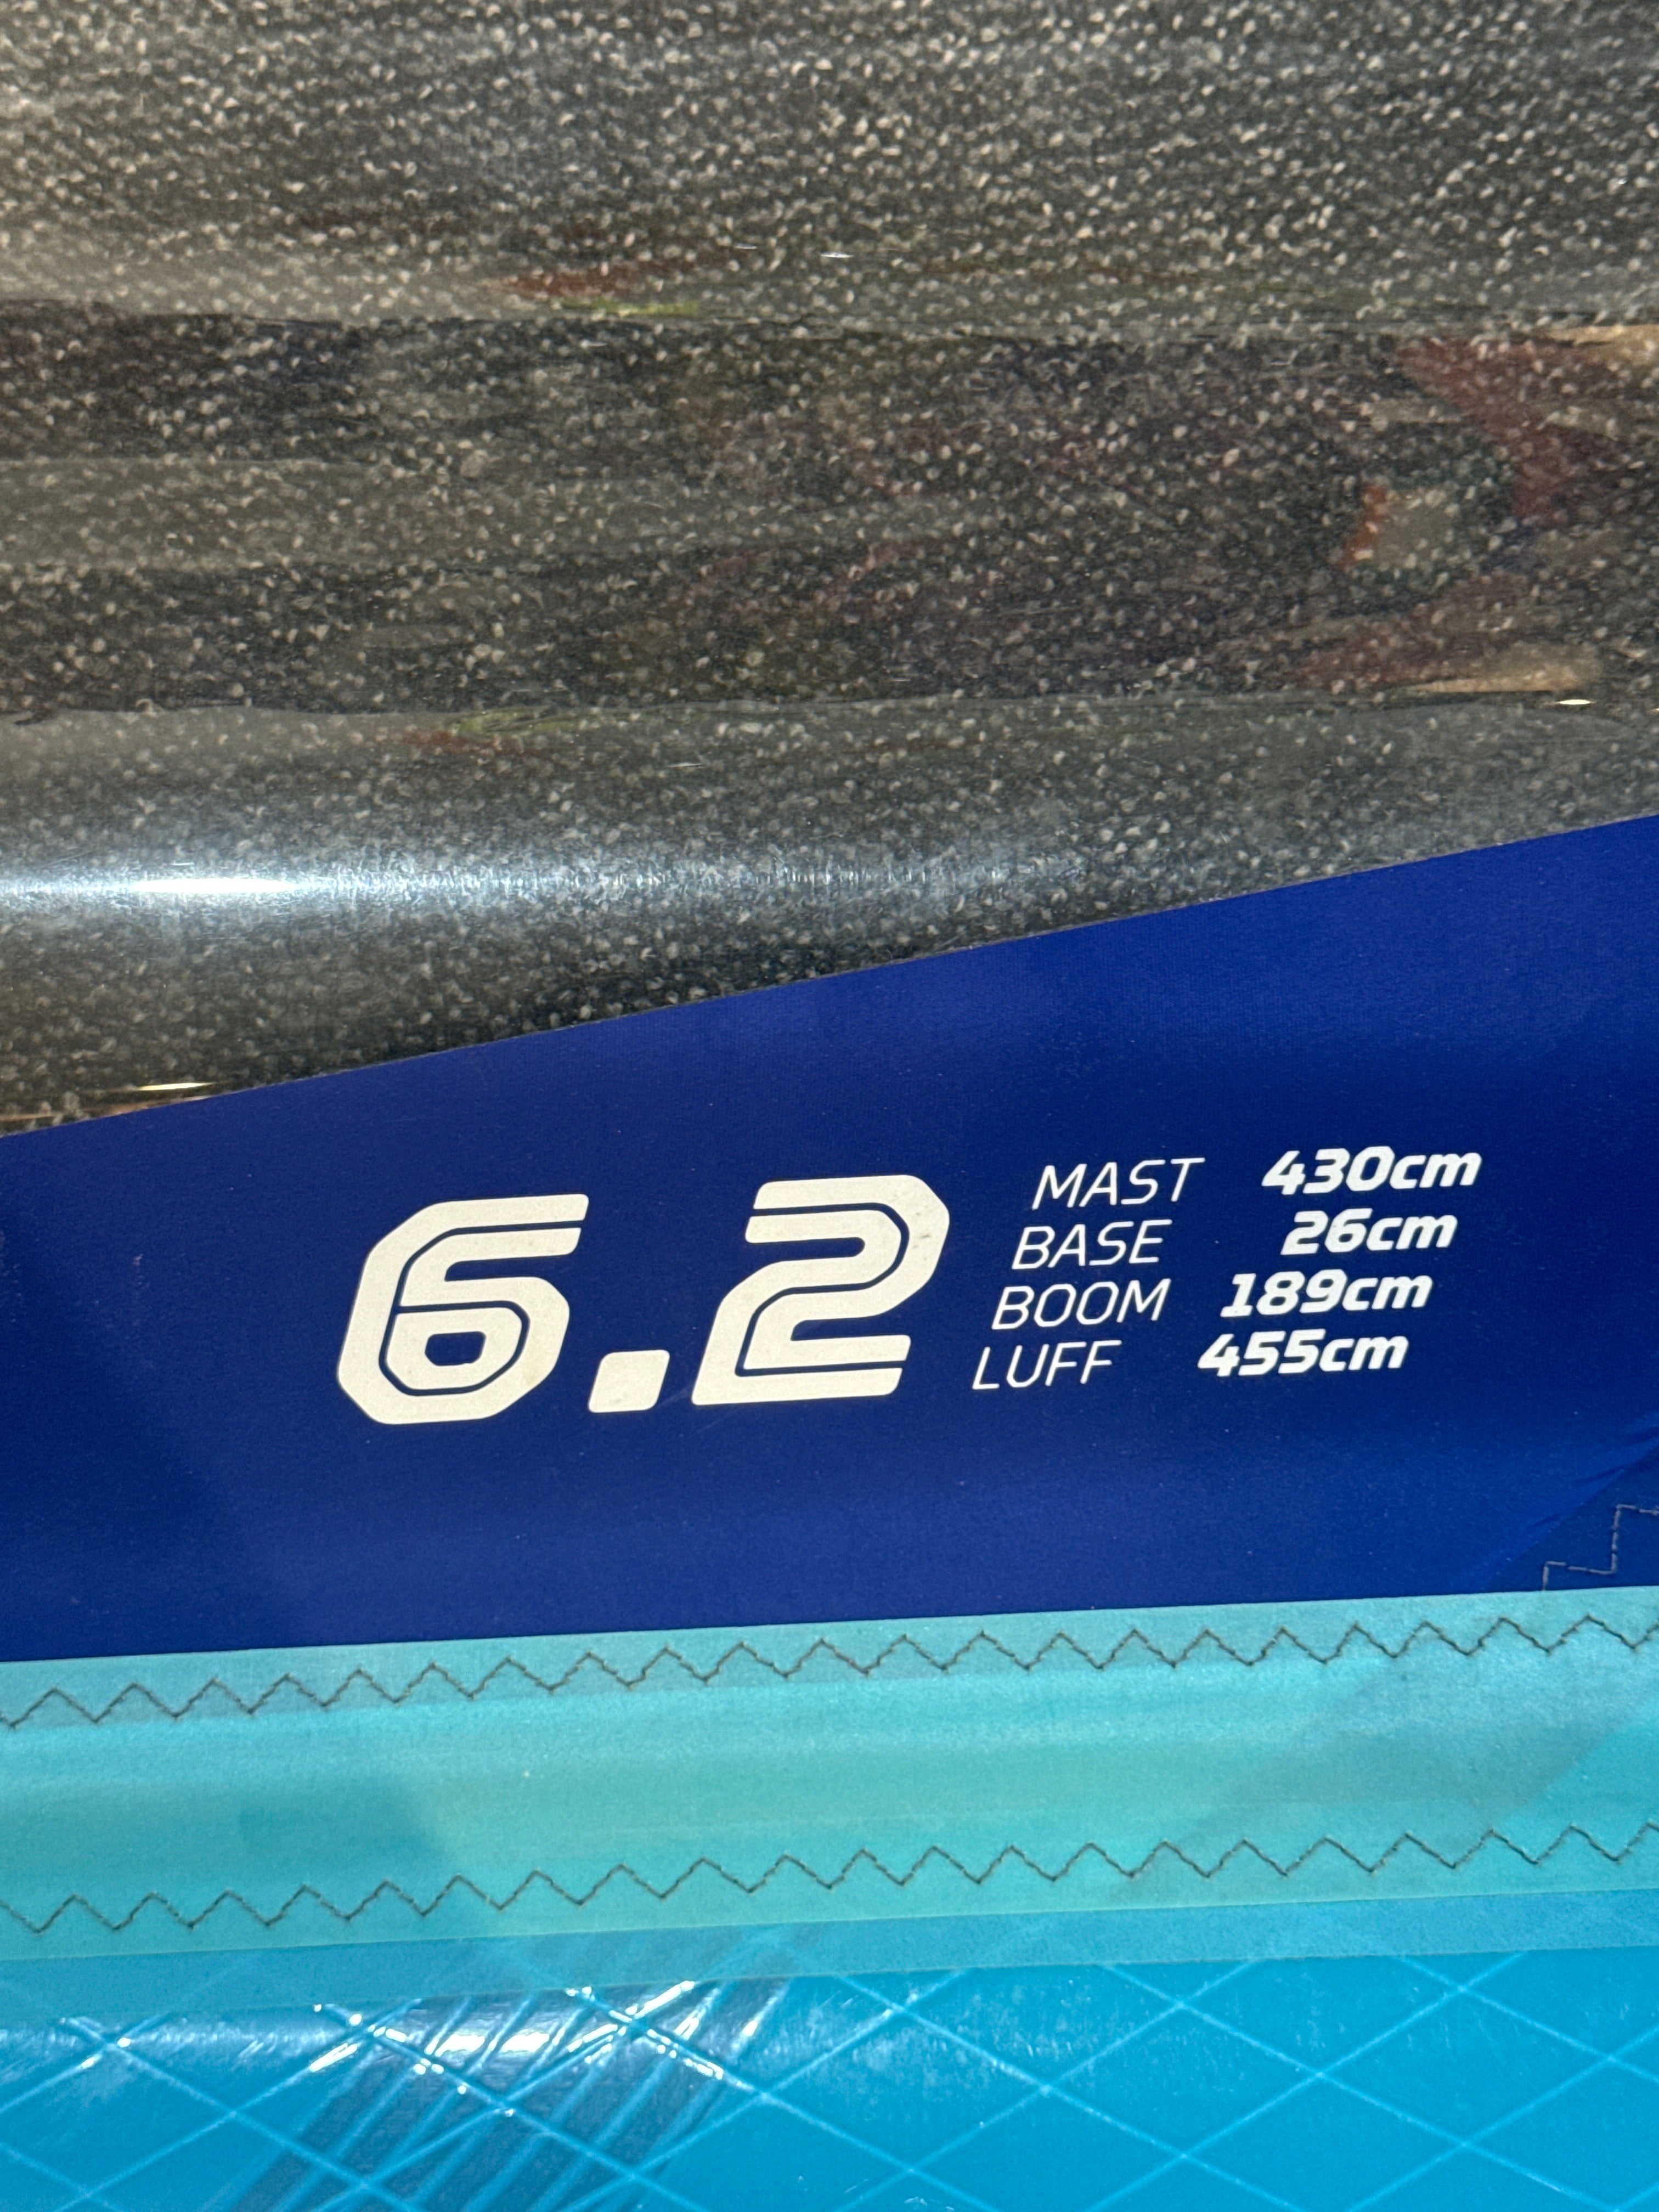 6.2
MAST 430cm
BASE 26cm
BOOM 189cm
LUFF 455cm